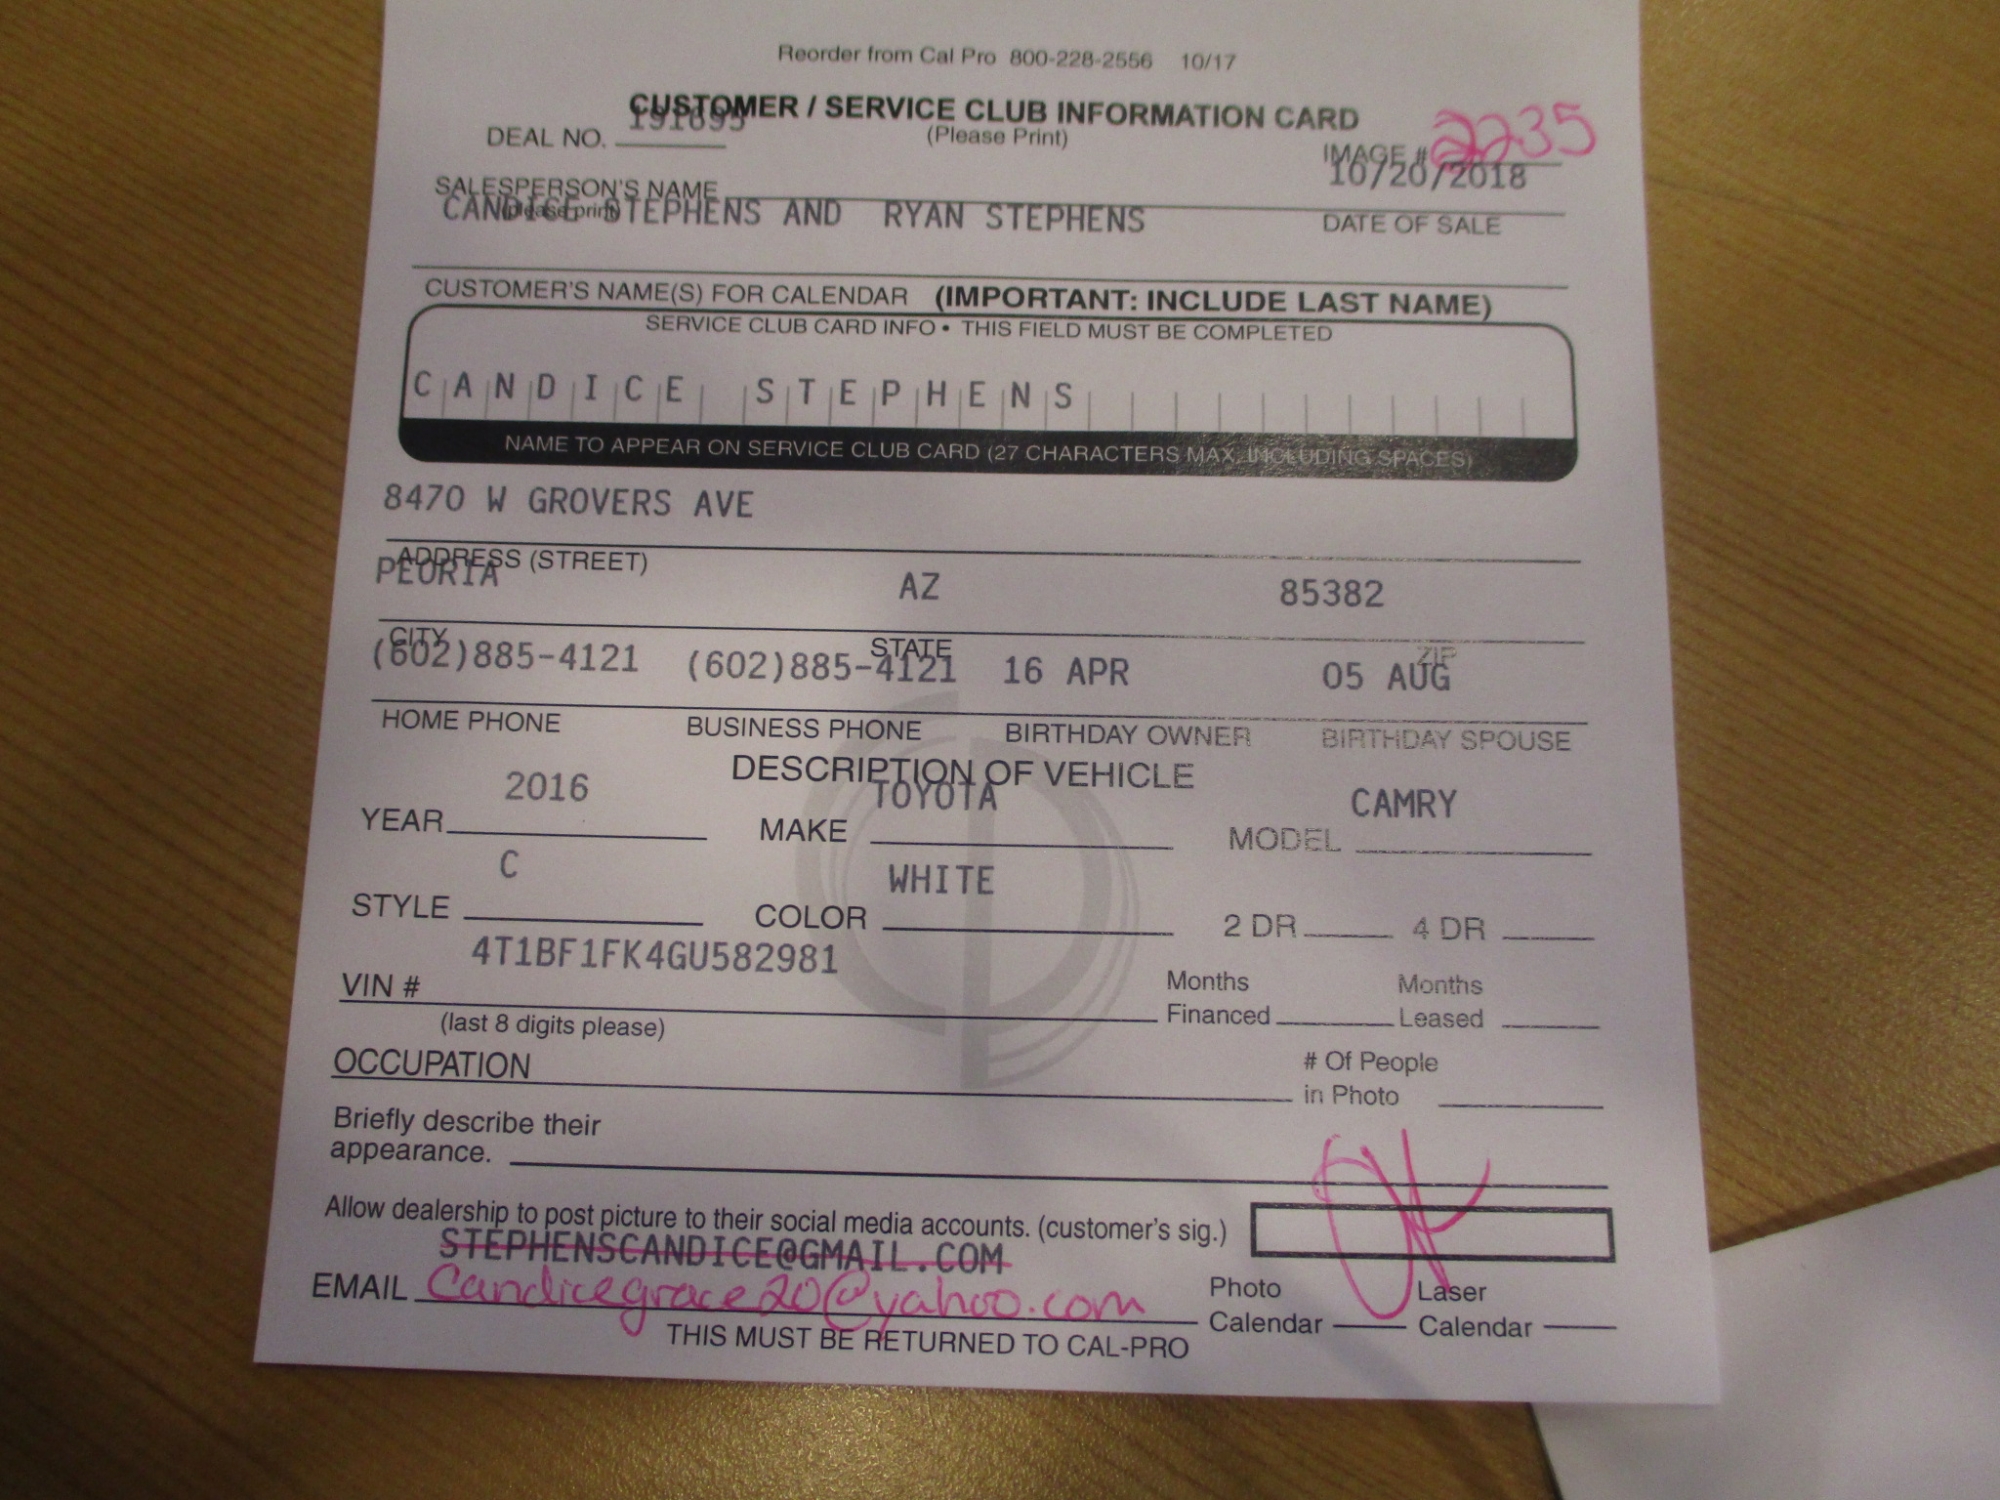 Reorder from Cal Pro 800-228-2556 10/17
CUSTOMER / SERVICE CLUB INFORMATION CARD
(Please Print)
DEAL NO. 191695
IMAGE # 2235
10/20/2018
SALESPERSON'S NAME
(please print)
CANDICE STEPHENS AND RYAN STEPHENS
DATE OF SALE
CUSTOMER'S NAME(S) FOR CALENDAR (IMPORTANT: INCLUDE LAST NAME)
SERVICE CLUB CARD INFO • THIS FIELD MUST BE COMPLETED
CANDICE STEPHENS
NAME TO APPEAR ON SERVICE CLUB CARD (27 CHARACTERS MAX, INCLUDING SPACES)
8470 W GROVERS AVE
ADDRESS (STREET)
PEORIA AZ 85382
CITY STATE ZIP
(602)885-4121 (602)885-4121 16 APR 05 AUG
HOME PHONE BUSINESS PHONE BIRTHDAY OWNER BIRTHDAY SPOUSE
DESCRIPTION OF VEHICLE
2016 TOYOTA CAMRY
YEAR MAKE MODEL
C WHITE
STYLE COLOR 2 DR 4 DR
4T1BF1FK4GU582981
VIN # Months Financed Months Leased
(last 8 digits please)
OCCUPATION # Of People in Photo
Briefly describe their
appearance.
Allow dealership to post picture to their social media accounts. (customer's sig.)
STEPHENSCANDICE@GMAIL.COM
EMAIL Candicegrace20@yahoo.com Photo Calendar Laser Calendar
THIS MUST BE RETURNED TO CAL-PRO